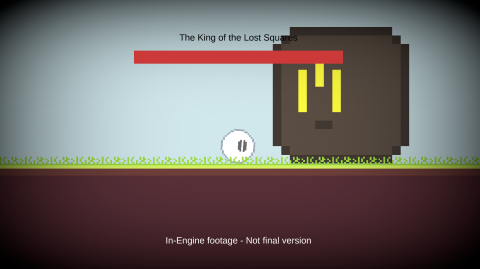 The King of the Lost Squares
In-Engine footage - Not final version